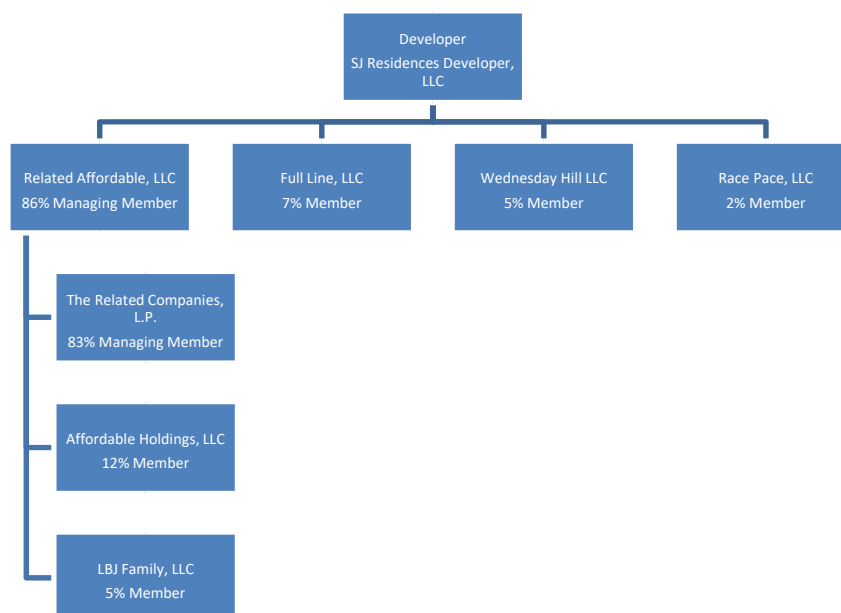 Developer
SJ Residences Developer,
LLC
Related Affordable, LLC
86% Managing Member
Full Line, LLC
7% Member
Wednesday Hill LLC
5% Member
Race Pace, LLC
2% Member
The Related Companies,
L.P.
83% Managing Member
Affordable Holdings, LLC
12% Member
LBJ Family, LLC
5% Member